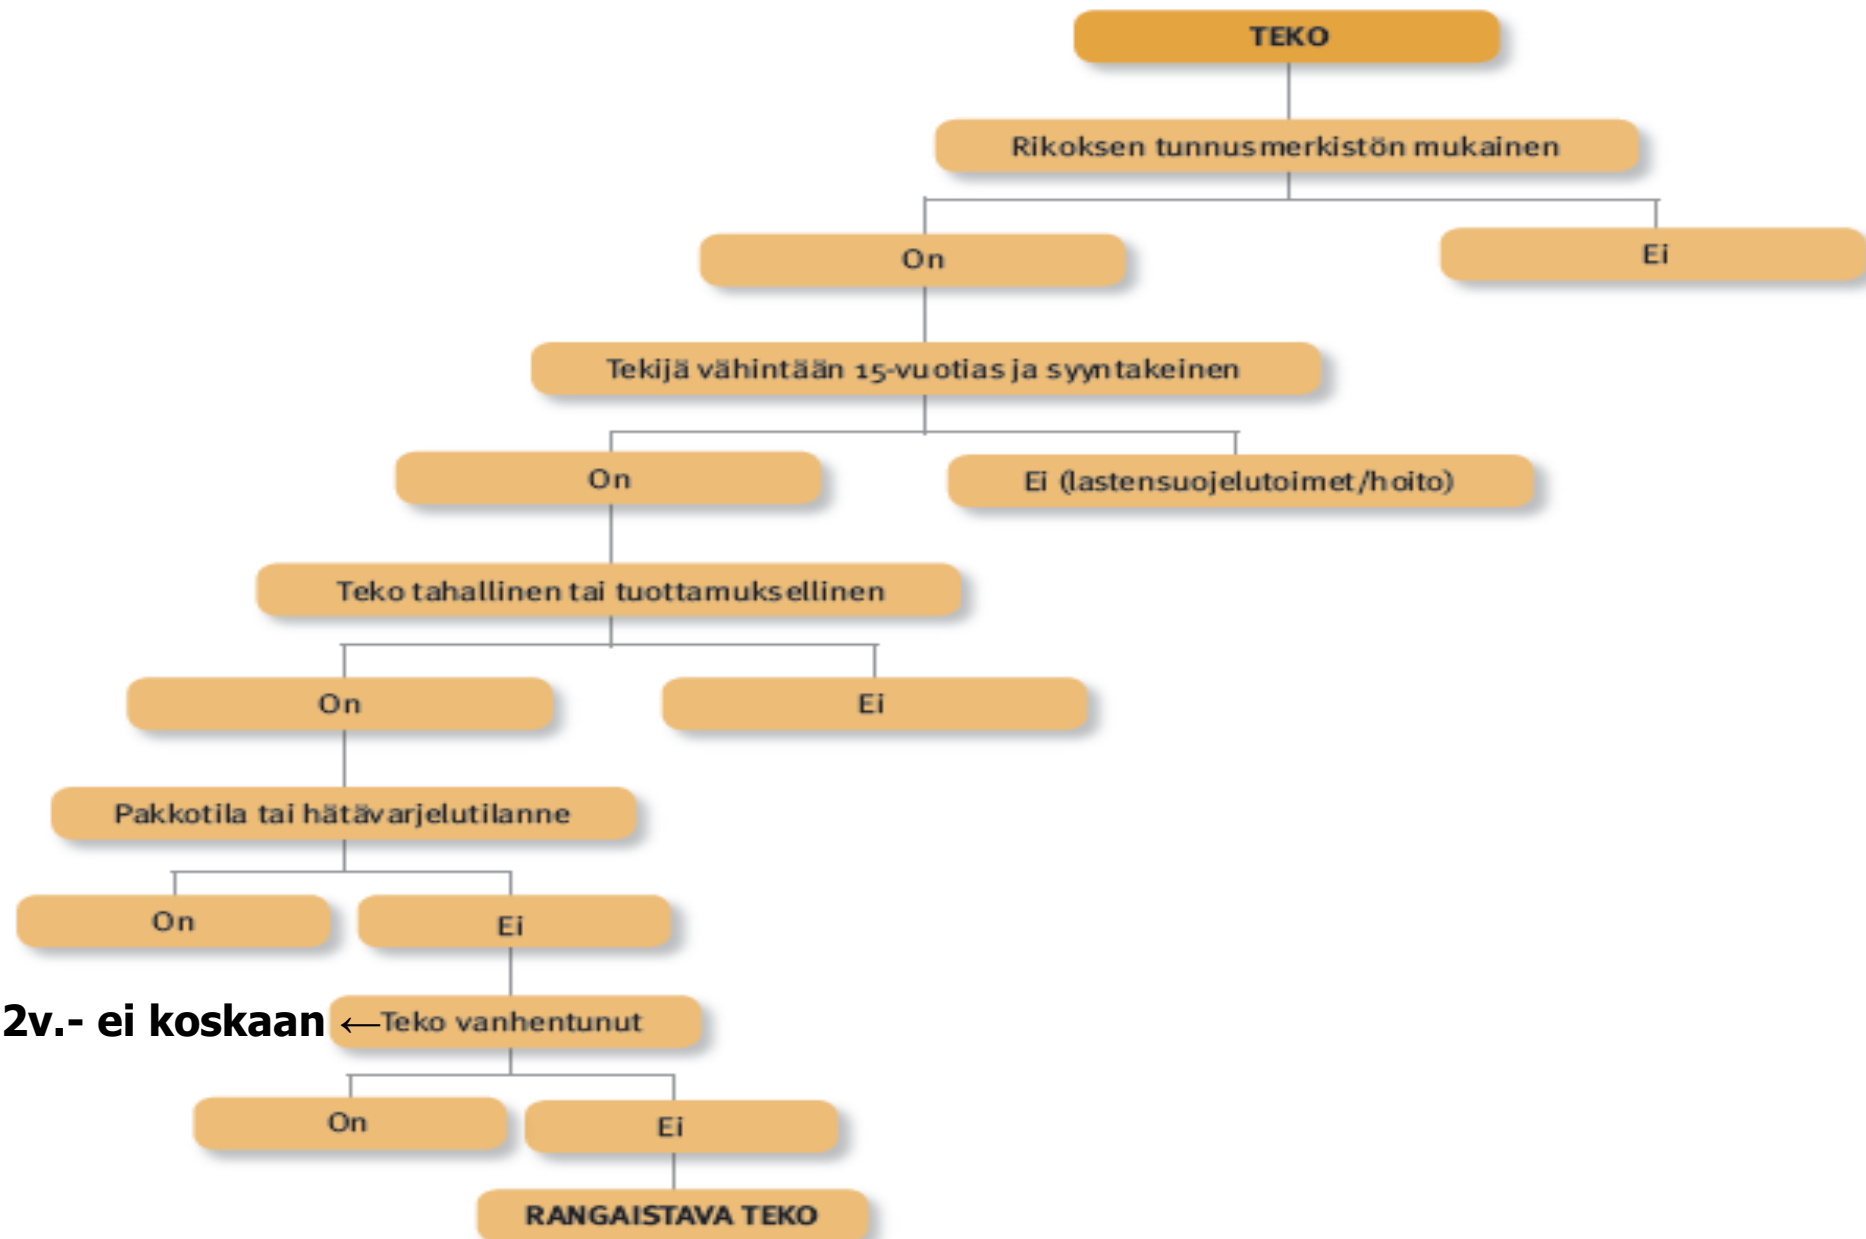 TEKO
Rikoksen tunnusmerkistön mukainen
On
Ei
Tekijä vähintään 15-vuotias ja syyntakeinen
On
Ei (lastensuojelutoimet/hoito)
Teko tahallinen tai tuottamuksellinen
On
Ei
Pakkotila tai hätävarjelutilanne
On
Ei
2v.- ei koskaan ←Teko vanhentunut
On
Ei
RANGAISTAVA TEKO